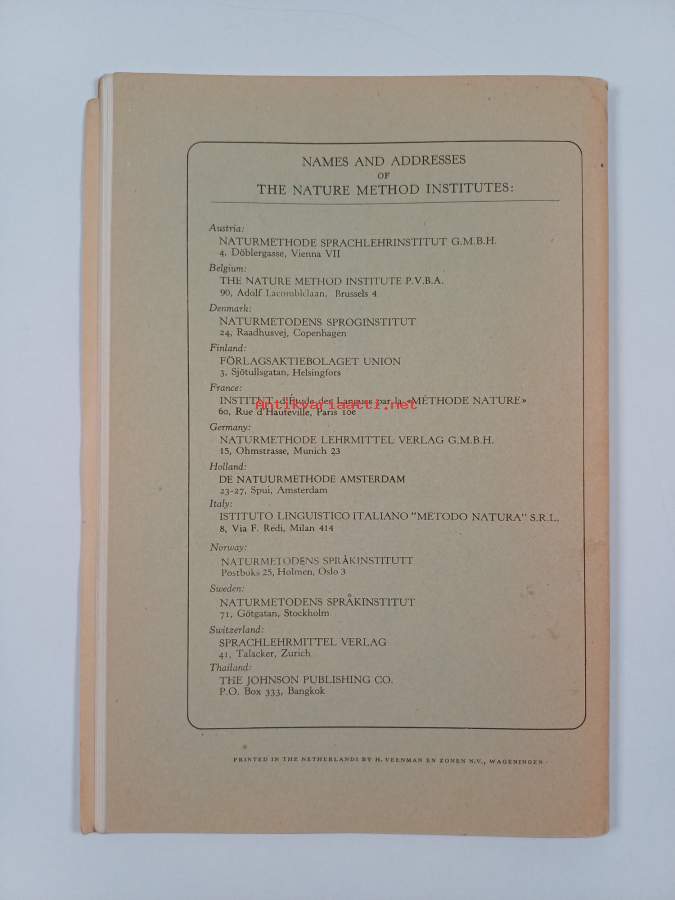 NAMES AND ADDRESSES
OF
THE NATURE METHOD INSTITUTES:
Austria:
NATURMETHODE SPRACHLEHRINSTITUT G.M.B.H.
4, Döblergasse, Vienna VII
Belgium:
THE NATURE METHOD INSTITUTE P.V.B.A.
90, Adolf Lacombléaan, Brussels 4
Denmark:
NATURMETODENS SPROGINSTITUT
24, Raadhusvej, Copenhagen
Finland:
FÖRLAGSAKTIEBOLAGET UNION
3, Sjötullsgatan, Helsingfors
France:
INSTITUT d'Étude des Langues par la «MÉTHODE NATURE»
Antikvariaatti.net
60, Rue d'Hauteville, Paris 10e
Germany:
NATURMETHODE LEHRMITTEL VERLAG G.M.B.H.
15, Ohmstrasse, Munich 23
Holland:
DE NATUURMETHODE AMSTERDAM
23-27, Spui, Amsterdam
Italy:
ISTITUTO LINGUISTICO ITALIANO "METODO NATURA" S.R.L.
8, Via F. Redi, Milan 414
Norway:
NATURMETODENS SPRÅKINSTITUTT
Postboks 25, Holmen, Oslo 3
Sweden:
NATURMETODENS SPRÅKINSTITUT
71, Götgatan, Stockholm
Switzerland:
SPRACHLEHRMITTEL VERLAG
41, Talacker, Zurich
Thailand:
THE JOHNSON PUBLISHING CO.
P.O. Box 333, Bangkok
PRINTED IN THE NETHERLANDS BY H. VEENMAN EN ZONEN N.V., WAGENINGEN